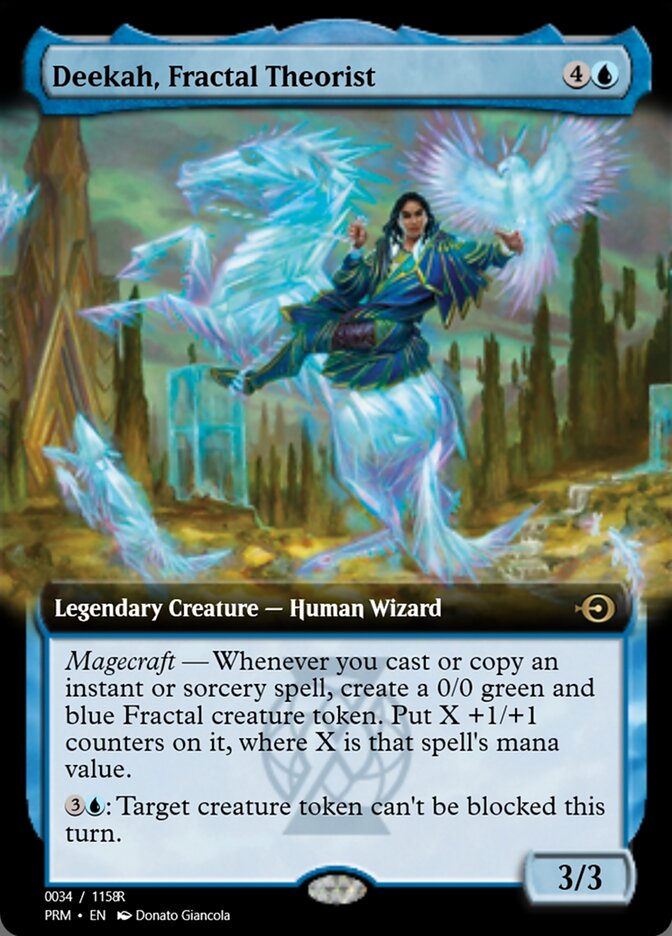 Deekah, Fractal Theorist
4
Legendary Creature — Human Wizard
Magecraft — Whenever you cast or copy an
instant or sorcery spell, create a 0/0 green and
blue Fractal creature token. Put X +1/+1
counters on it, where X is that spell's mana
value.
3: Target creature token can't be blocked this
turn.
3/3
0034 / 1158R
PRM • EN Donato Giancola